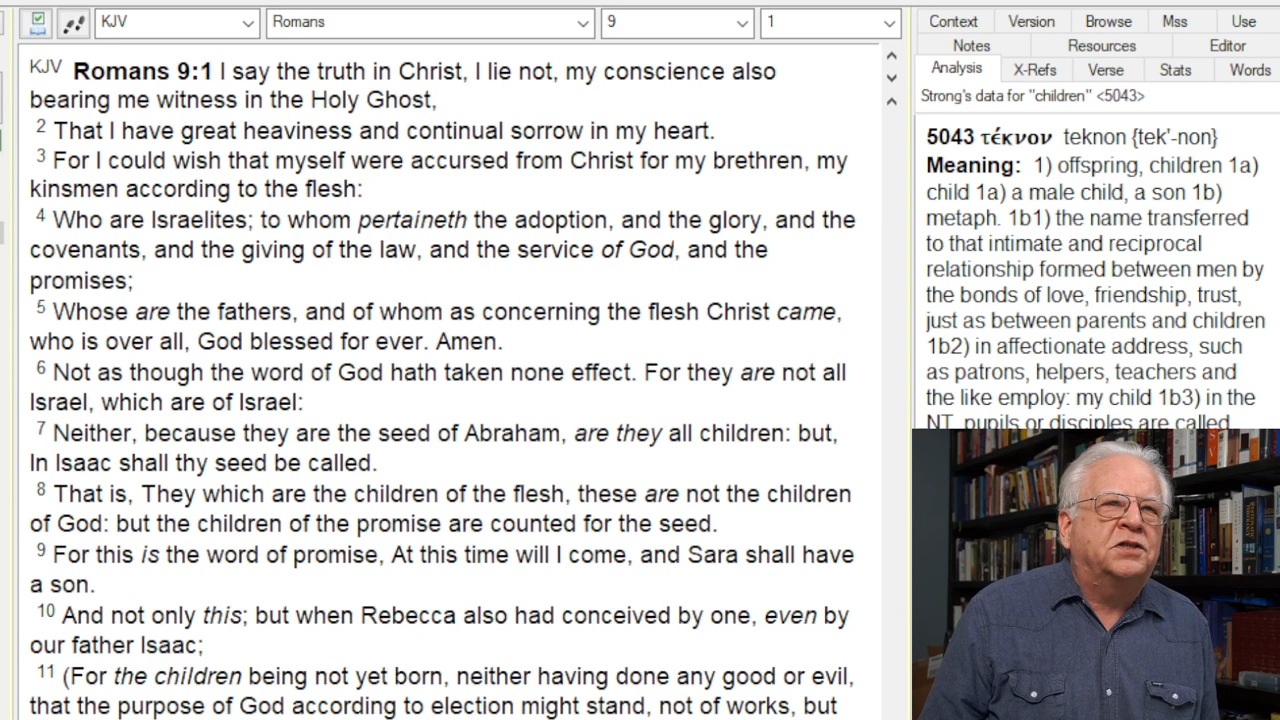 KJV Romans 9 1
KJV Romans 9:1 I say the truth in Christ, I lie not, my conscience also
bearing me witness in the Holy Ghost,
2 That I have great heaviness and continual sorrow in my heart.
3 For I could wish that myself were accursed from Christ for my brethren, my
kinsmen according to the flesh:
4 Who are Israelites; to whom pertaineth the adoption, and the glory, and the
covenants, and the giving of the law, and the service of God, and the
promises;
5 Whose are the fathers, and of whom as concerning the flesh Christ came,
who is over all, God blessed for ever. Amen.
6 Not as though the word of God hath taken none effect. For they are not all
Israel, which are of Israel:
7 Neither, because they are the seed of Abraham, are they all children: but,
In Isaac shall thy seed be called.
8 That is, They which are the children of the flesh, these are not the children
of God: but the children of the promise are counted for the seed.
9 For this is the word of promise, At this time will I come, and Sara shall have
a son.
10 And not only this; but when Rebecca also had conceived by one, even by
our father Isaac;
11 (For the children being not yet born, neither having done any good or evil,
that the purpose of God according to election might stand, not of works, but
Context Version Browse Mss Use
Notes Resources Editor
Analysis X-Refs Verse Stats Words
Strong's data for "children" <5043>
5043 τέκνον teknon {tek'-non}
Meaning: 1) offspring, children 1a)
child 1a) a male child, a son 1b)
metaph. 1b1) the name transferred
to that intimate and reciprocal
relationship formed between men by
the bonds of love, friendship, trust,
just as between parents and children
1b2) in affectionate address, such
as patrons, helpers, teachers and
the like employ: my child 1b3) in the
NT, pupils or disciples are called